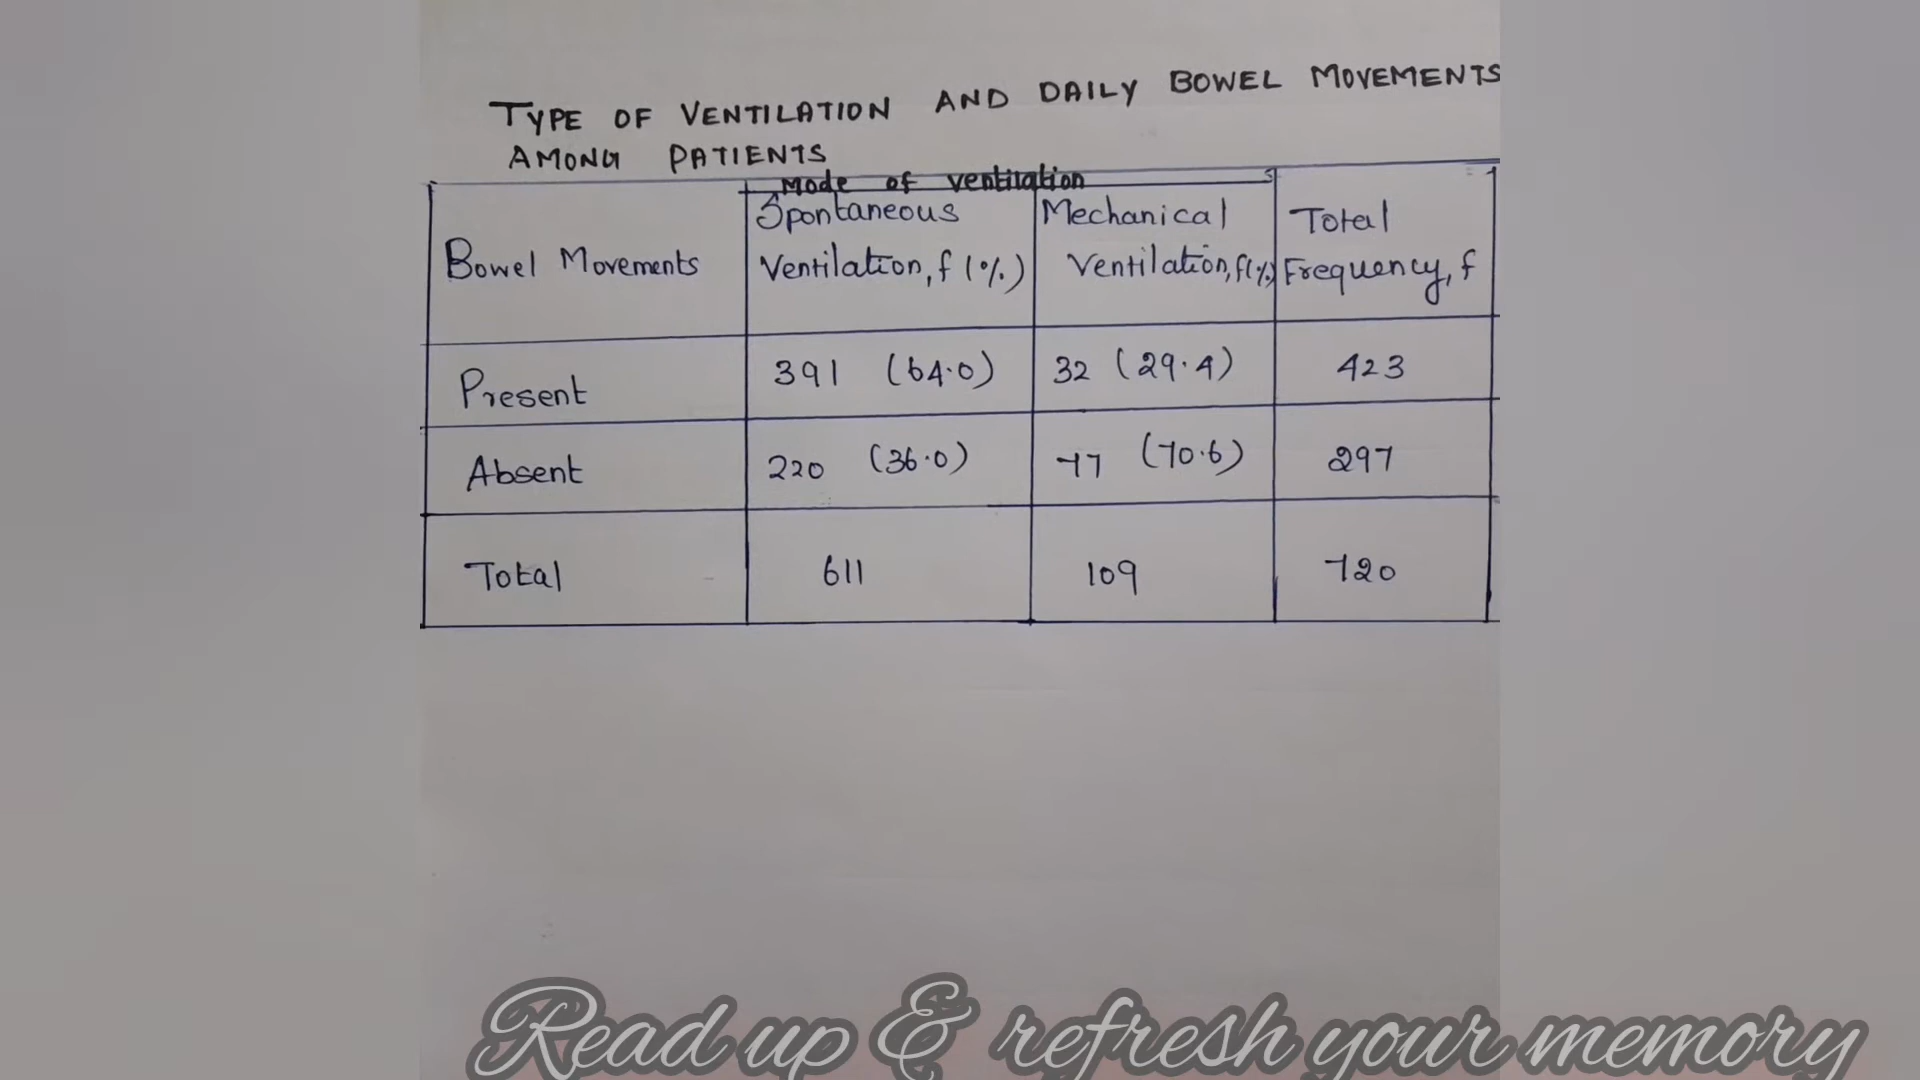 TYPE OF VENTILATION AND DAILY BOWEL MOVEMENTS
AMONG PATIENTS
Mode of ventilation
Bowel Movements
Spontaneous
Ventilation, f (%)
Mechanical
Ventilation, f(%)
Total
Frequency, f
Present
391 (64.0)
32 (29.4)
423
Absent
220 (36.0)
77 (70.6)
297
Total
611
109
720
Read up & refresh your memory